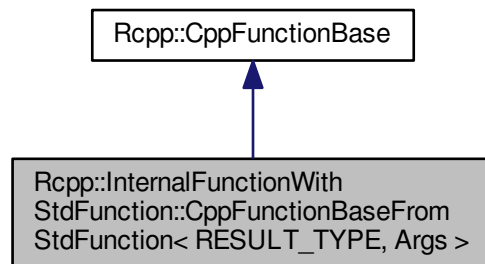 Rcpp::CppFunctionBase
Rcpp::InternalFunctionWith
StdFunction::CppFunctionBaseFrom
StdFunction< RESULT_TYPE, Args >